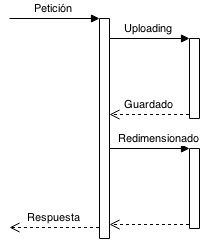 Petición
Uploading
Guardado
Redimensionado
Respuesta